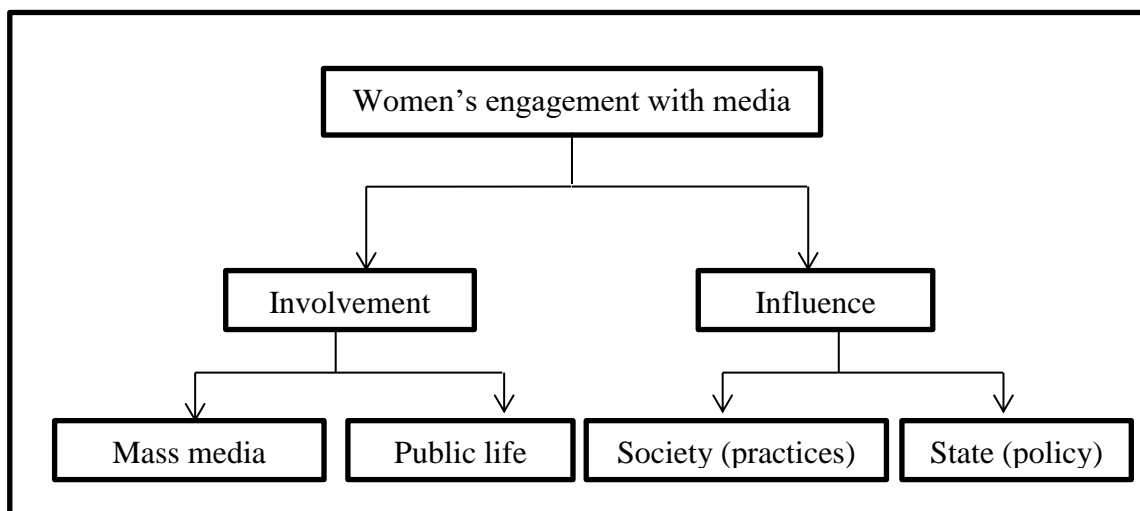 Women’s engagement with media
Involvement
Influence
Mass media
Public life
Society (practices)
State (policy)